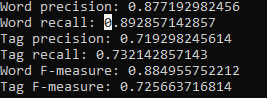 Word precision: 0.877192982456
Word recall: 0.892857142857
Tag precision: 0.719298245614
Tag recall: 0.732142857143
Word F-measure: 0.884955752212
Tag F-measure: 0.725663716814